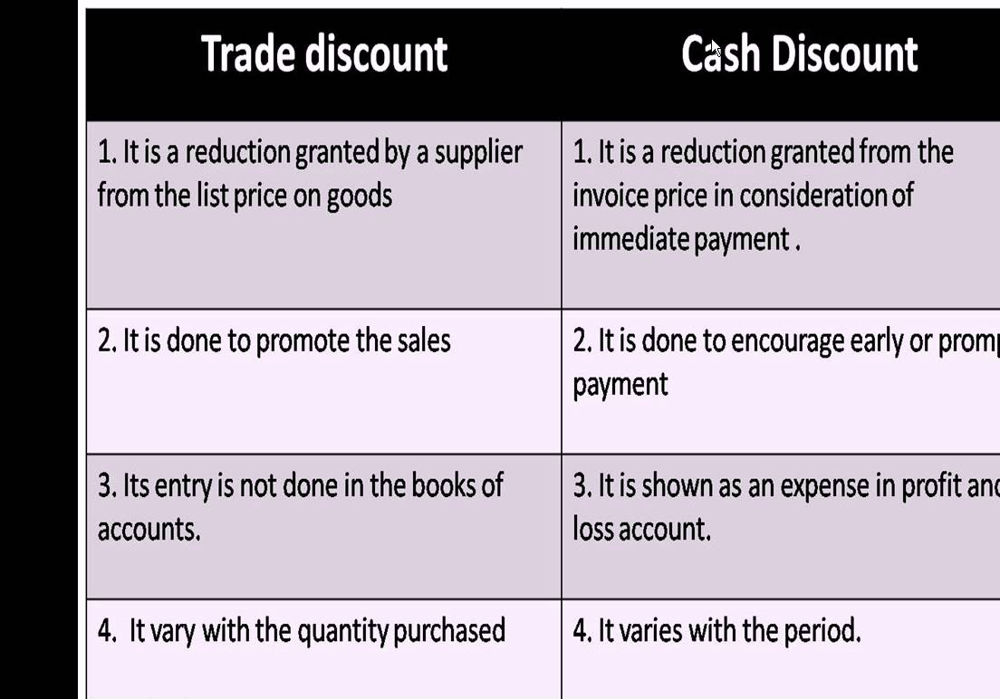 Trade discount
Cash Discount
1. It is a reduction granted by a supplier
from the list price on goods
1. It is a reduction granted from the
invoice price in consideration of
immediate payment .
2. It is done to promote the sales
2. It is done to encourage early or
payment
3. Its entry is not done in the books of
accounts.
3. It is shown as an expense in profit
loss account.
4. It vary with the quantity purchased
4. It varies with the period.